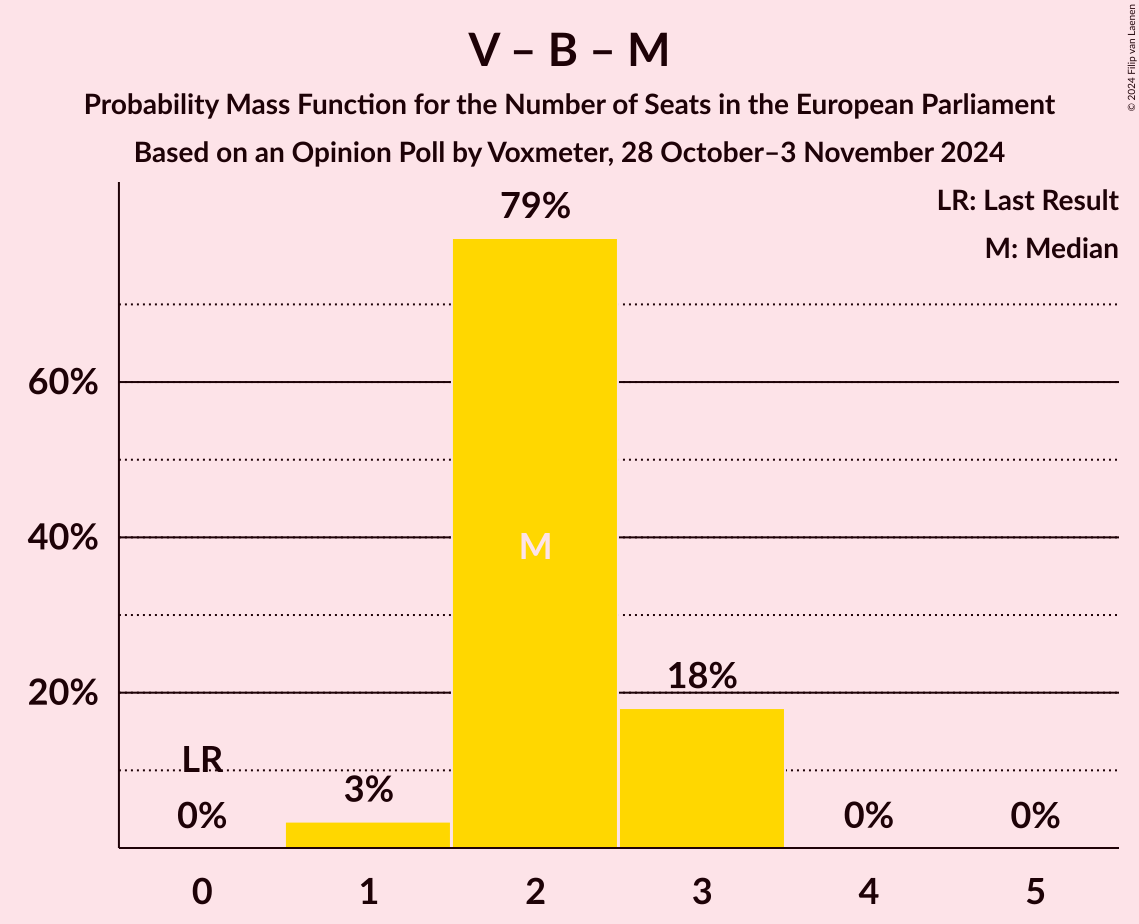 V – B – M
Probability Mass Function for the Number of Seats in the European Parliament
Based on an Opinion Poll by Voxmeter, 28 October–3 November 2024
© 2024 Filip van Laenen
LR: Last Result
M: Median
79%
60%
40%
M
20%
18%
LR
3%
0%
0%
0%
0 1 2 3 4 5